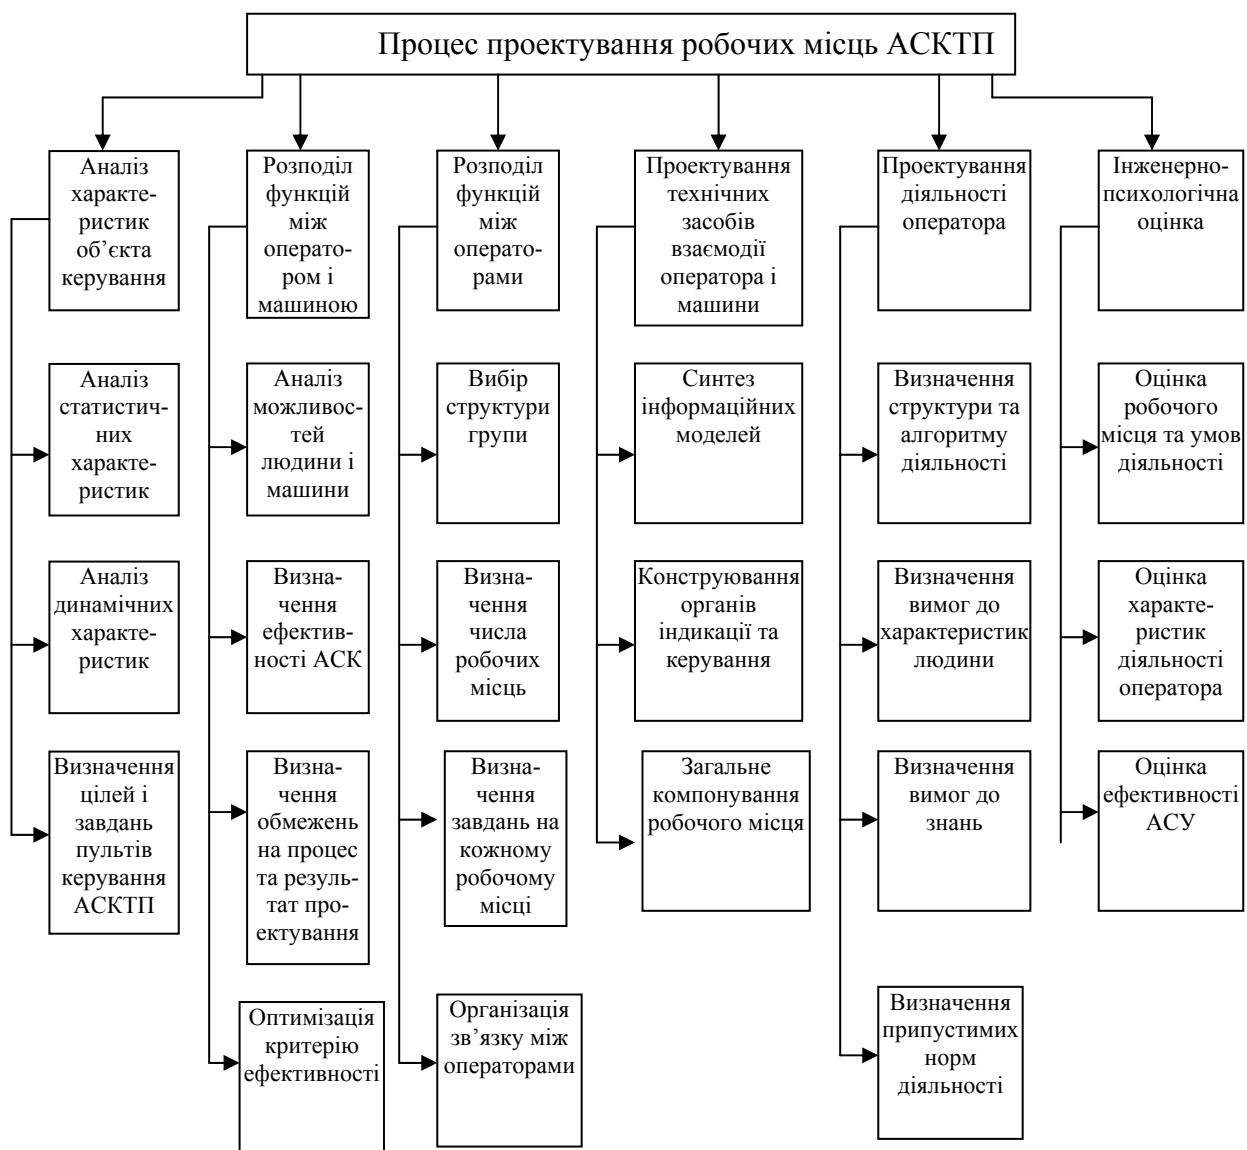 Процес проектування робочих місць АСКТП
Аналіз
характе-
ристик
об’єкта
керування
Розподіл
функцій
між
операто-
ром і
машиною
Розподіл
функцій
між
операто-
рами
Проектування
технічних
засобів
взаємодії
оператора і
машини
Проектування
діяльності
оператора
Інженерно-
психологічна
оцінка
Аналіз
статистич-
них
характе-
ристик
Аналіз
можливос-
тей
людини і
машини
Вибір
структури
групи
Синтез
інформаційних
моделей
Визначення
структури та
алгоритму
діяльності
Оцінка
робочого
місця та умов
діяльності
Аналіз
динамічних
характе-
ристик
Визна-
чення
ефектив-
ності АСК
Визна-
чення
числа
робочих
місць
Конструювання
органів
індикації та
керування
Визначення
вимог до
характеристик
людини
Оцінка
характе-
ристик
діяльності
оператора
Визначення
цілей і
завдань
пультів
керування
АСКТП
Визна-
чення
обмежень
на процес
та резуль-
тат про-
ектування
Визна-
чення
завдань на
кожному
робочому
місці
Загальне
компонування
робочого місця
Визначення
вимог до
знань
Оцінка
ефективності
АСУ
Оптимізація
критерію
ефективності
Організація
зв’язку між
операторами
Визначення
припустимих
норм
діяльності